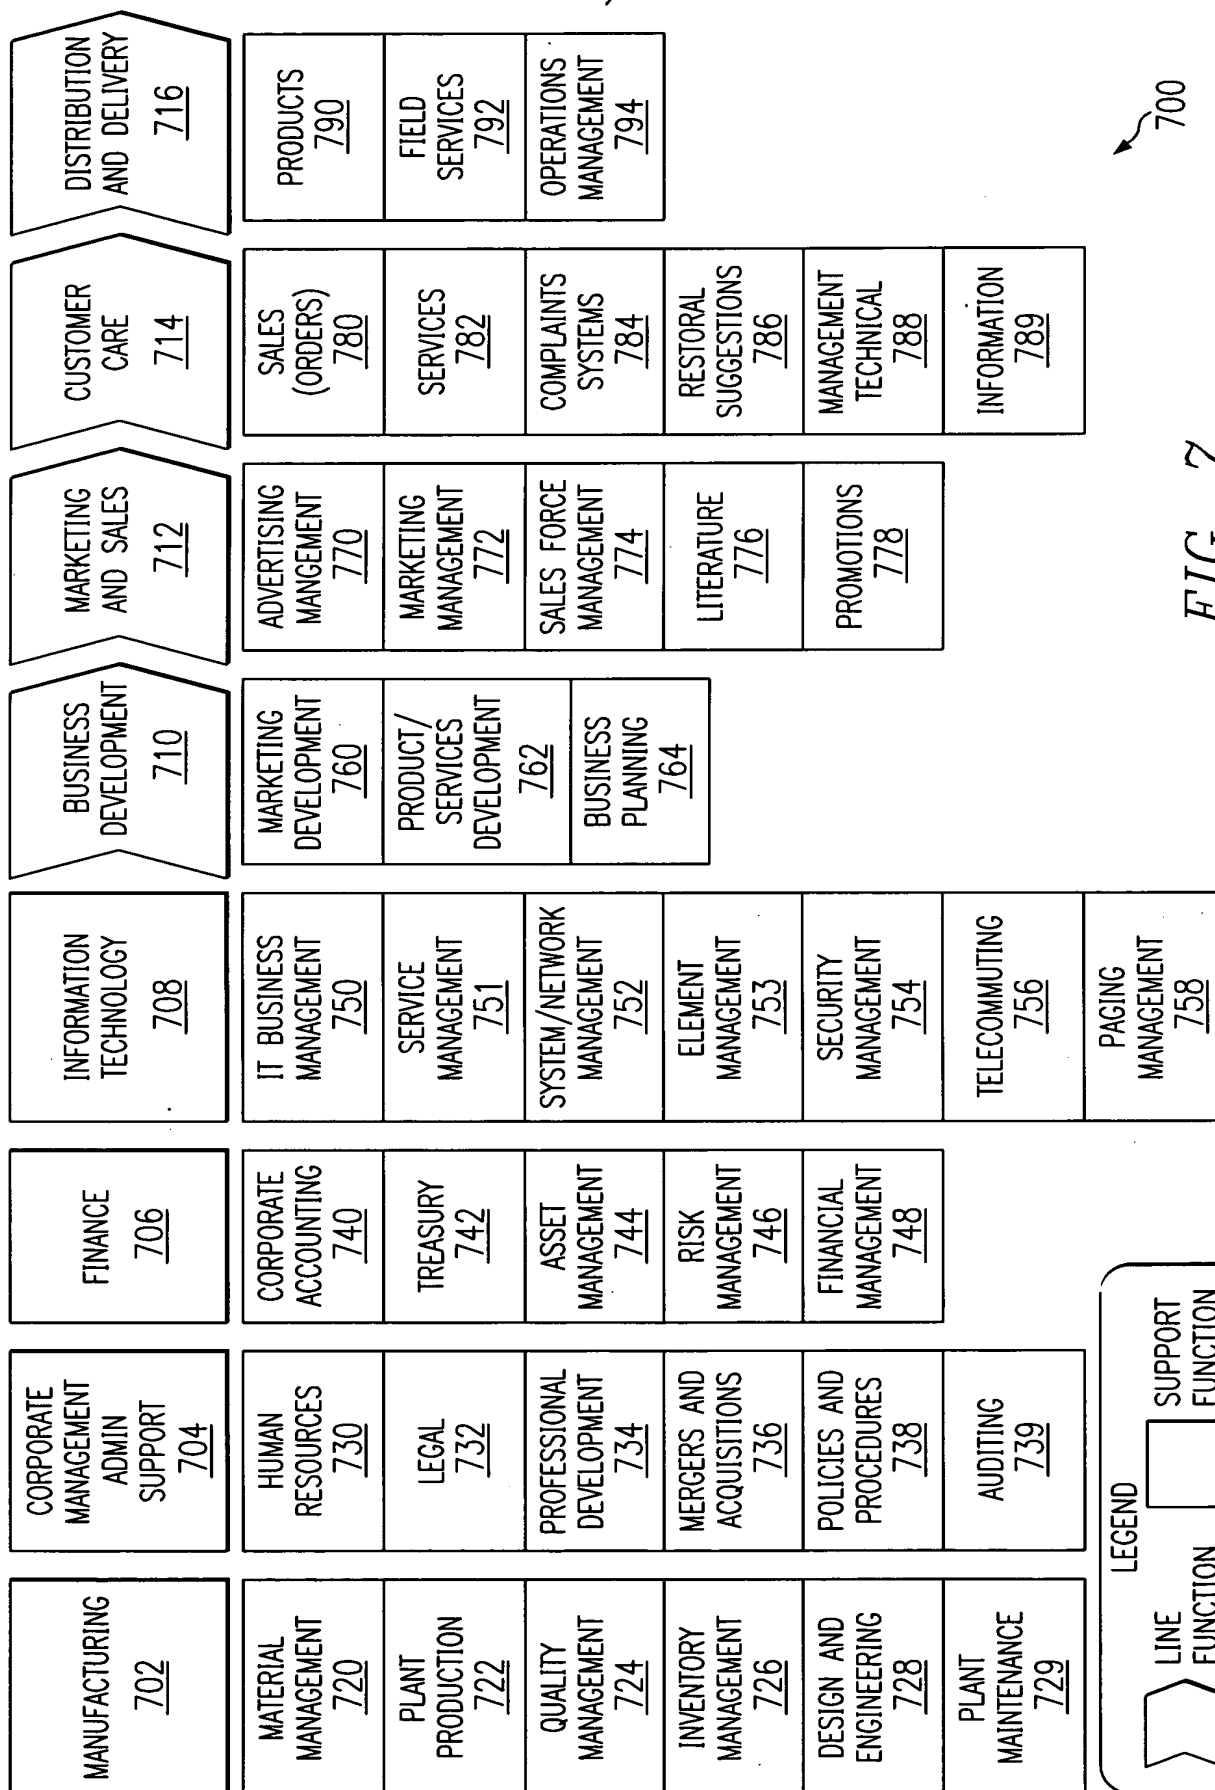 MANUFACTURING
702
MATERIAL
MANAGEMENT
720
PLANT
PRODUCTION
722
QUALITY
MANAGEMENT
724
INVENTORY
MANAGEMENT
726
DESIGN AND
ENGINEERING
728
PLANT
MAINTENANCE
729
CORPORATE
MANAGEMENT
ADMIN
SUPPORT
704
HUMAN
RESOURCES
730
LEGAL
732
PROFESSIONAL
DEVELOPMENT
734
MERGERS AND
ACQUISITIONS
736
POLICIES AND
PROCEDURES
738
AUDITING
739
FINANCE
706
CORPORATE
ACCOUNTING
740
TREASURY
742
ASSET
MANAGEMENT
744
RISK
MANAGEMENT
746
FINANCIAL
MANAGEMENT
748
INFORMATION
TECHNOLOGY
708
IT BUSINESS
MANAGEMENT
750
SERVICE
MANAGEMENT
751
SYSTEM/NETWORK
MANAGEMENT
752
ELEMENT
MANAGEMENT
753
SECURITY
MANAGEMENT
754
TELECOMMUTING
756
PAGING
MANAGEMENT
758
BUSINESS
DEVELOPMENT
710
MARKETING
DEVELOPMENT
760
PRODUCT/
SERVICES
DEVELOPMENT
762
BUSINESS
PLANNING
764
MARKETING
AND SALES
712
ADVERTISING
MANGEMENT
770
MARKETING
MANAGEMENT
772
SALES FORCE
MANAGEMENT
774
LITERATURE
776
PROMOTIONS
778
CUSTOMER
CARE
714
SALES
(ORDERS)
780
SERVICES
782
COMPLAINTS
SYSTEMS
784
RESTORAL
SUGGESTIONS
786
MANAGEMENT
TECHNICAL
788
INFORMATION
789
DISTRIBUTION
AND DELIVERY
716
PRODUCTS
790
FIELD
SERVICES
792
OPERATIONS
MANAGEMENT
794
700
LEGEND
LINE
FUNCTION
SUPPORT
FUNCTION
FIG. 7